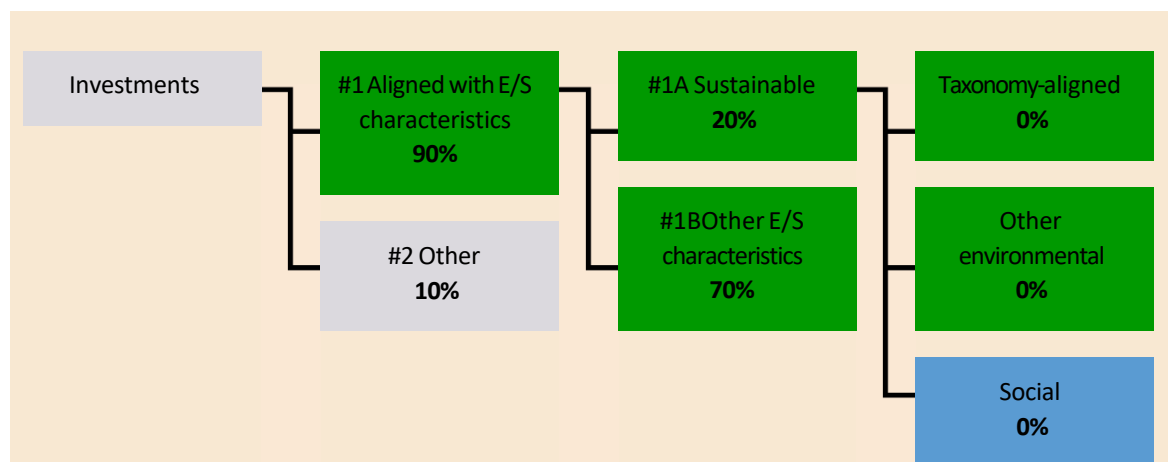 Investments
#1 Aligned with E/S
characteristics
90%
#2 Other
10%
#1A Sustainable
20%
#1BOther E/S
characteristics
70%
Taxonomy-aligned
0%
Other
environmental
0%
Social
0%